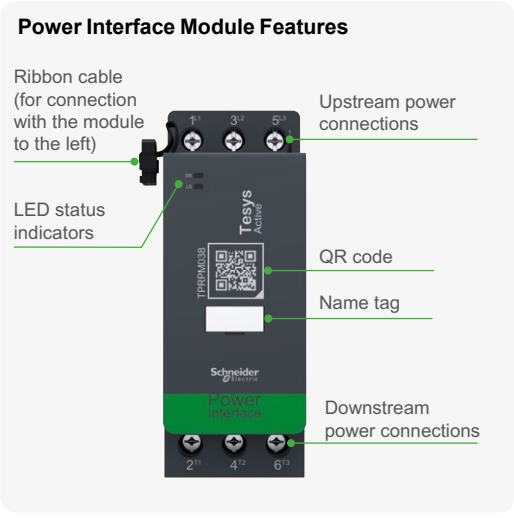 Power Interface Module Features
Ribbon cable
(for connection
with the module
to the left)
Upstream power
connections
1L1 3L2 5L3
DS
LS
LED status
indicators
Tesys
Active
TPRPM038
QR code
Name tag
Schneider
Electric
Power
Interface
Downstream
power connections
2T1 4T2 6T3